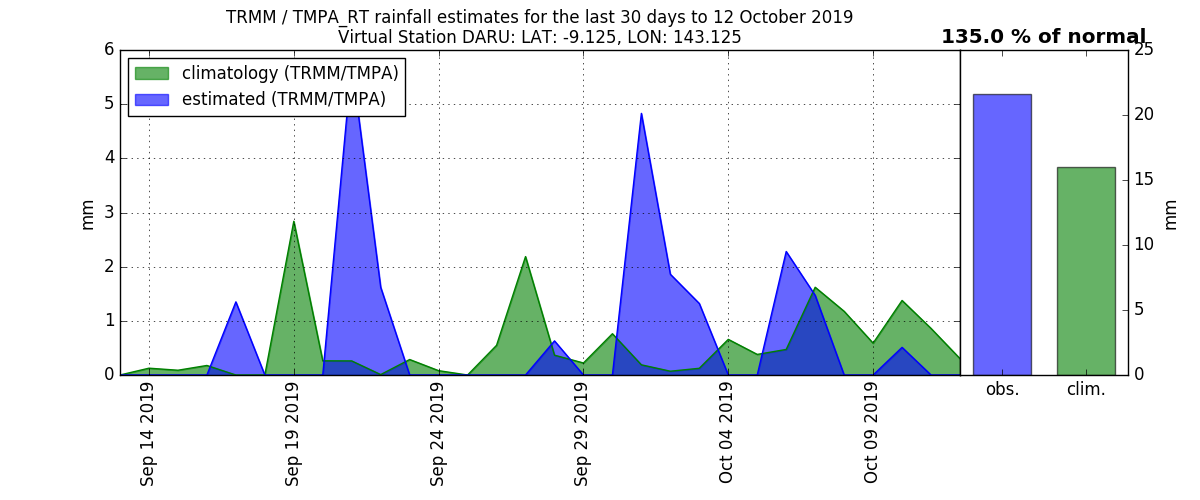 TRMM / TMPA_RT rainfall estimates for the last 30 days to 12 October 2019
Virtual Station DARU: LAT: -9.125, LON: 143.125
135.0 % of normal
climatology (TRMM/TMPA)
estimated (TRMM/TMPA)
6
5
4
3
2
1
0
mm
Sep 14 2019
Sep 19 2019
Sep 24 2019
Sep 29 2019
Oct 04 2019
Oct 09 2019
obs.
clim.
25
20
15
10
5
0
mm